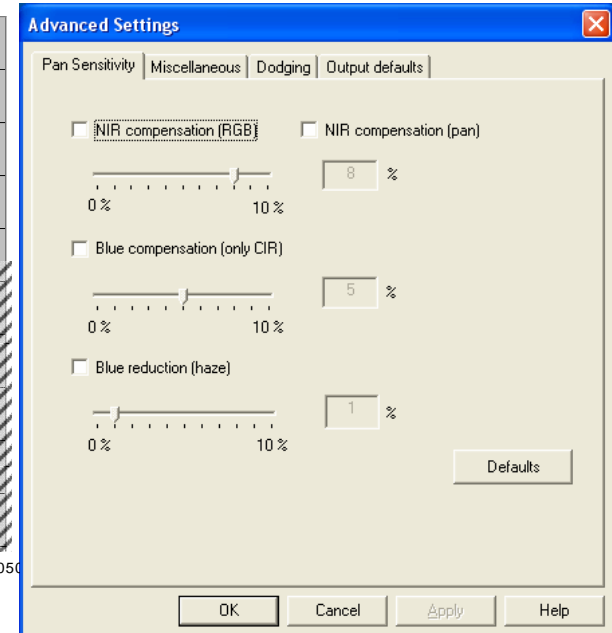 Advanced Settings
Pan Sensitivity Miscellaneous Dodging Output defaults
NIR compensation (RGB) NIR compensation (pan)
8 %
0 % 10 %
Blue compensation (only CIR)
5 %
0 % 10 %
Blue reduction (haze)
1 %
0 % 10 %
Defaults
050
OK Cancel Apply Help